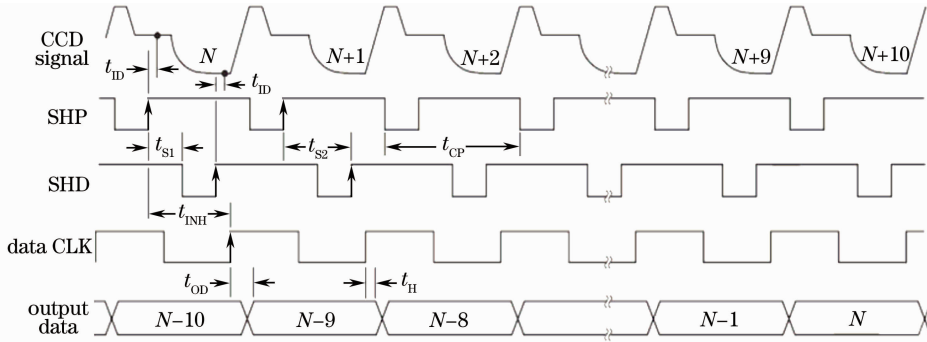 CCD
signal
N
N+1
N+2
N+9
N+10
t_ID
t_ID
SHP
t_S1
t_S2
t_CP
SHD
t_INH
data CLK
t_OD
t_H
output
data
N−10
N−9
N−8
N−1
N